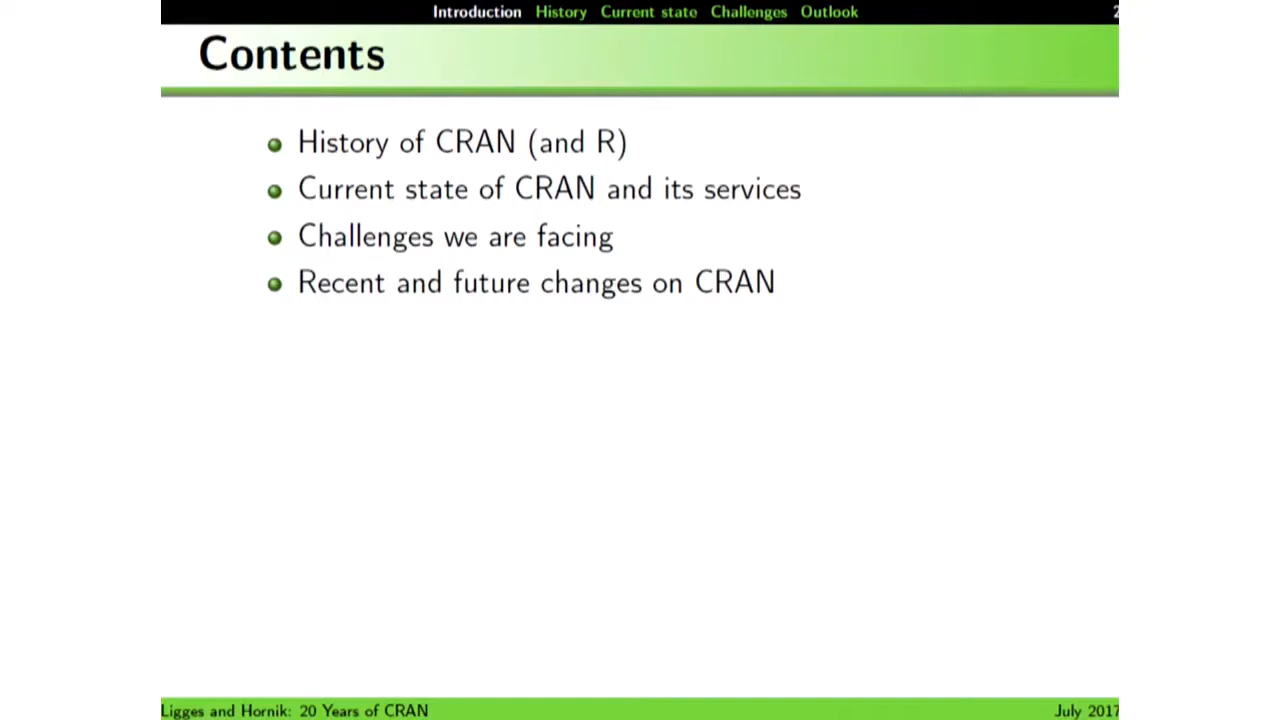 Introduction History Current state Challenges Outlook 2
Contents
History of CRAN (and R)
Current state of CRAN and its services
Challenges we are facing
Recent and future changes on CRAN
Ligges and Hornik: 20 Years of CRAN July 2017